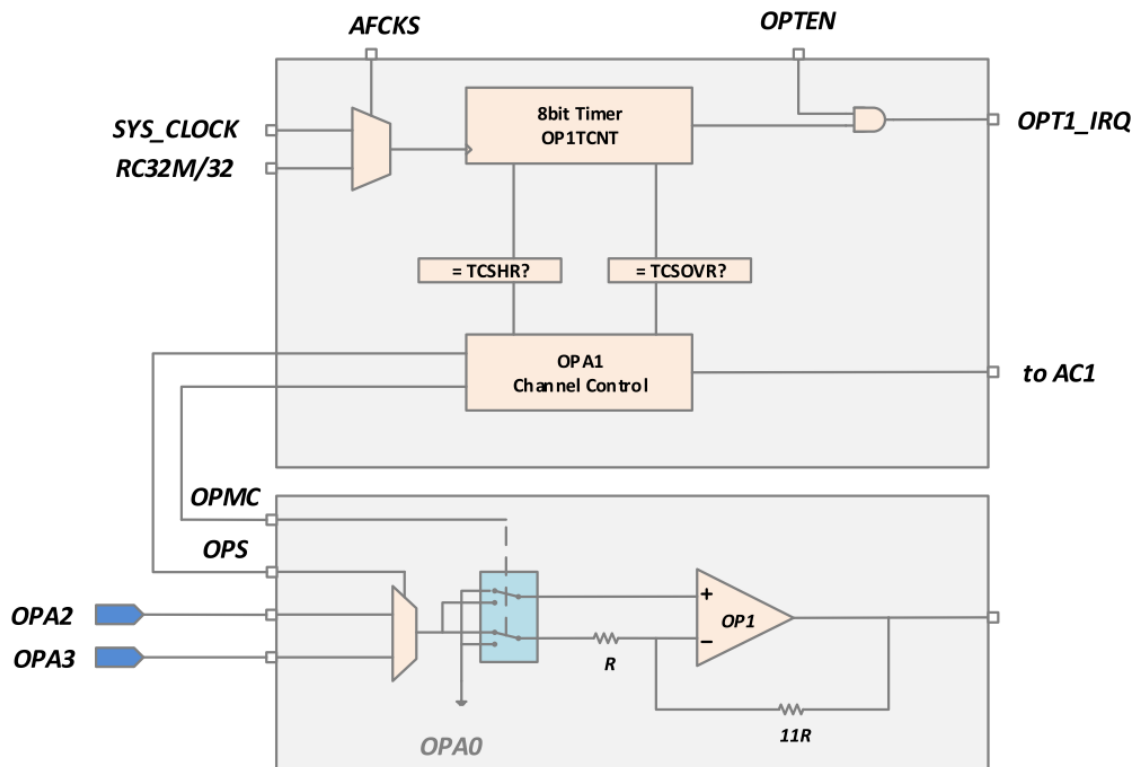 AFCKS
OPTEN
SYS_CLOCK
RC32M/32
8bit Timer
OP1TCNT
OPT1_IRQ
= TCSHR?
= TCSOVR?
OPA1
Channel Control
to AC1
OPMC
OPS
OPA2
OPA3
+
OP1
−
R
11R
OPA0